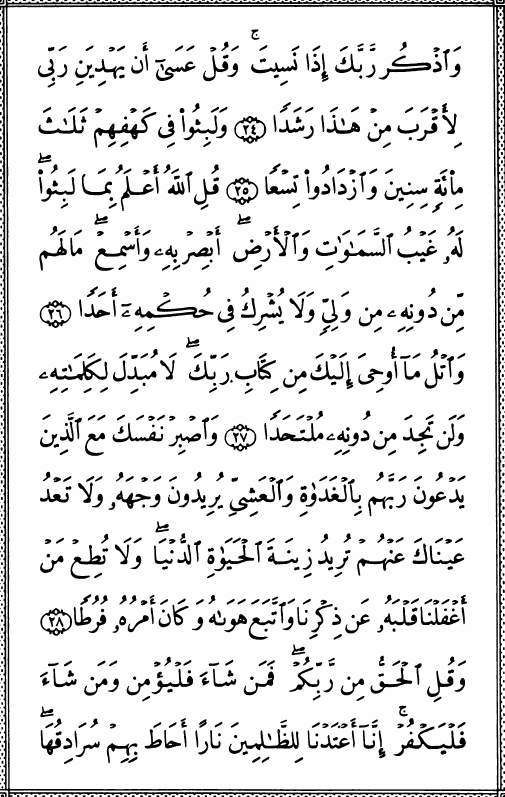 وَٱذۡكُر رَّبَّكَ إِذَا نَسِيتَۚ وَقُلۡ عَسَىٰٓ أَن يَهۡدِيَنِ رَبِّى
لِأَقۡرَبَ مِنۡ هَٰذَا رَشَدٗا ٢٤ وَلَبِثُواْ فِى كَهۡفِهِمۡ ثَلَٰثَ
مِاْئَةٖ سِنِينَ وَٱزۡدَادُواْ تِسۡعٗا ٢٥ قُلِ ٱللَّهُ أَعۡلَمُ بِمَا لَبِثُواْۖ
لَهُۥ غَيۡبُ ٱلسَّمَٰوَٰتِ وَٱلۡأَرۡضِۖ أَبۡصِرۡ بِهِۦ وَأَسۡمِعۡۖ مَا لَهُم
مِّن دُونِهِۦ مِن وَلِىّٖ وَلَا يُشۡرِكُ فِى حُكۡمِهِۦٓ أَحَدٗا ٢٦
وَٱتۡلُ مَآ أُوحِىَ إِلَيۡكَ مِن كِتَابِ رَبِّكَۖ لَا مُبَدِّلَ لِكَلِمَٰتِهِۦ
وَلَن تَجِدَ مِن دُونِهِۦ مُلۡتَحَدٗا ٢٧ وَٱصۡبِرۡ نَفۡسَكَ مَعَ ٱلَّذِينَ
يَدۡعُونَ رَبَّهُم بِٱلۡغَدَوٰةِ وَٱلۡعَشِىِّ يُرِيدُونَ وَجۡهَهُۥ وَلَا تَعۡدُ
عَيۡنَاكَ عَنۡهُمۡ تُرِيدُ زِينَةَ ٱلۡحَيَوٰةِ ٱلدُّنۡيَاۖ وَلَا تُطِعۡ مَنۡ
أَغۡفَلۡنَا قَلۡبَهُۥ عَن ذِكۡرِنَا وَٱتَّبَعَ هَوَىٰهُ وَكَانَ أَمۡرُهُۥ فُرُطٗا ٢٨
وَقُلِ ٱلۡحَقُّ مِن رَّبِّكُمۡۖ فَمَن شَآءَ فَلۡيُؤۡمِن وَمَن شَآءَ
فَلۡيَكۡفُرۡۚ إِنَّآ أَعۡتَدۡنَا لِلظَّٰلِمِينَ نَارًا أَحَاطَ بِهِمۡ سُرَادِقُهَاۖ